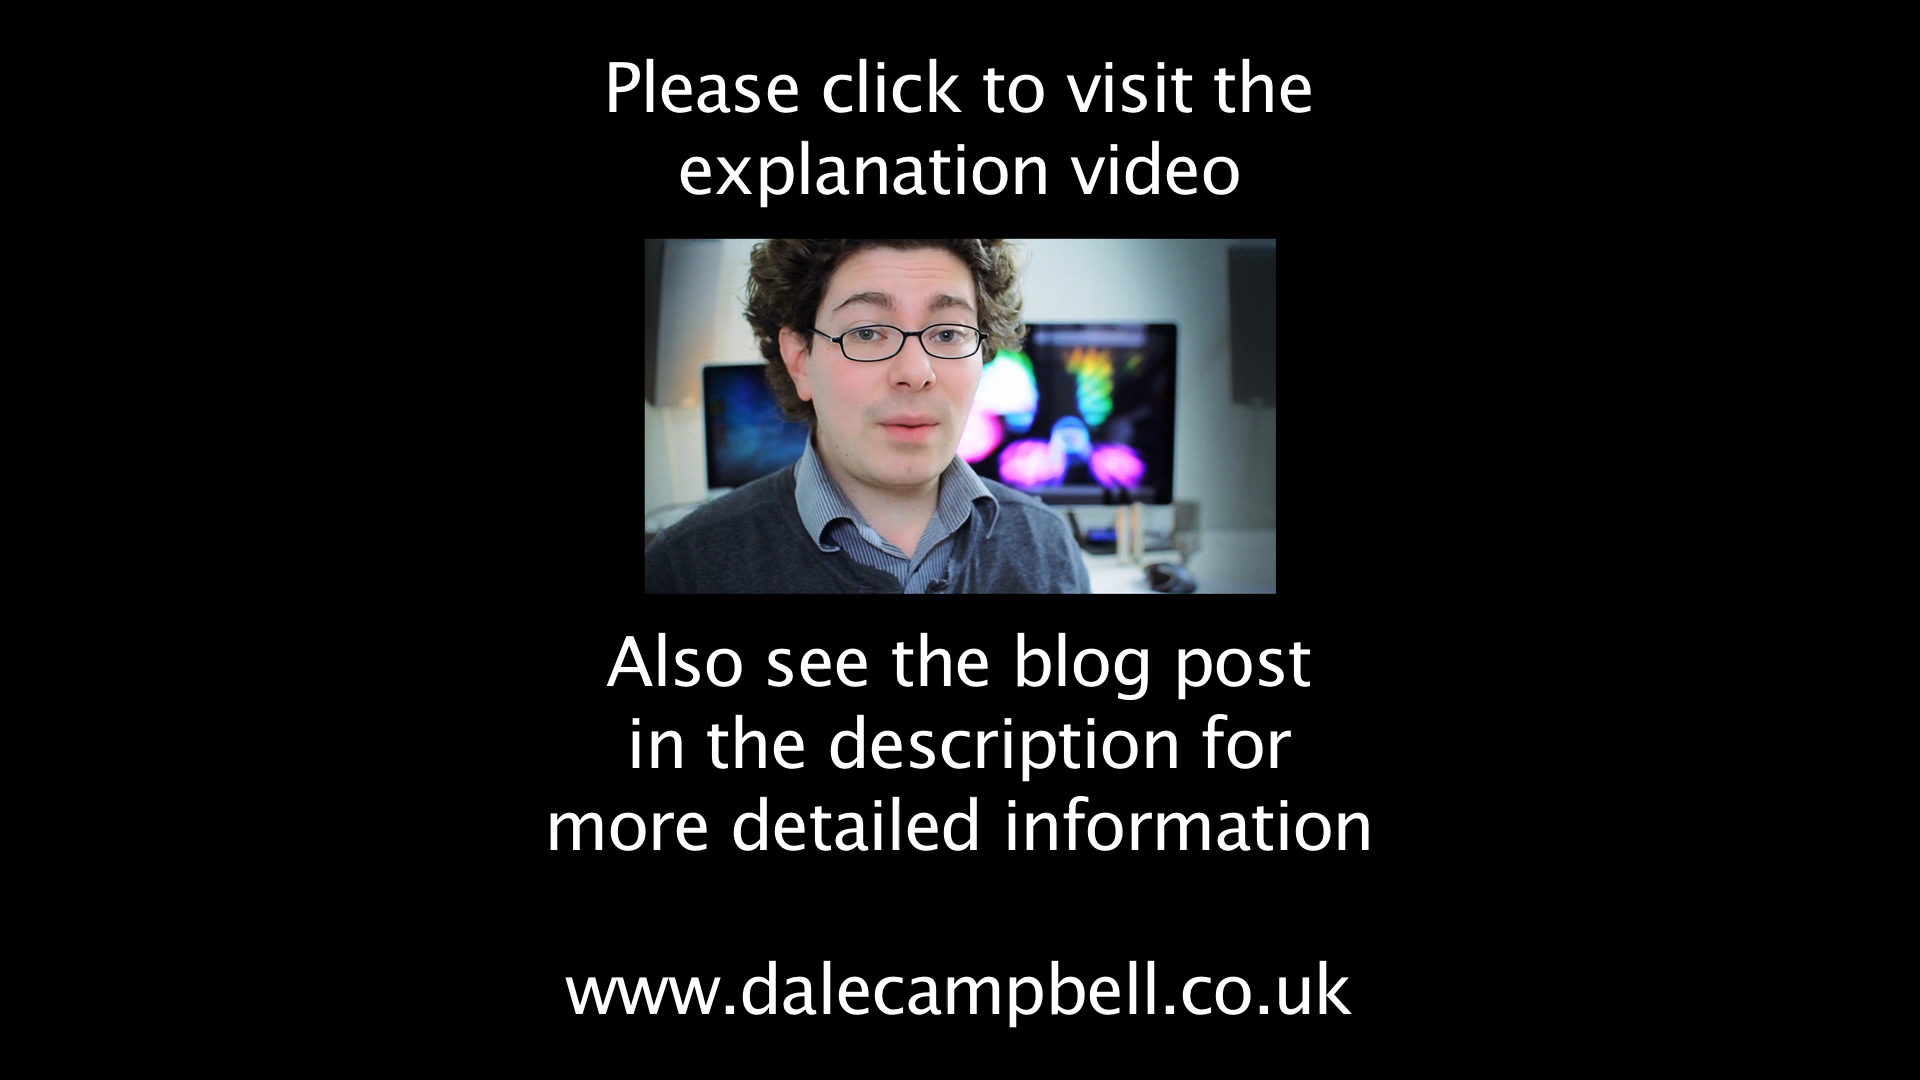 Please click to visit the
explanation video
Also see the blog post
in the description for
more detailed information
www.dalecampbell.co.uk